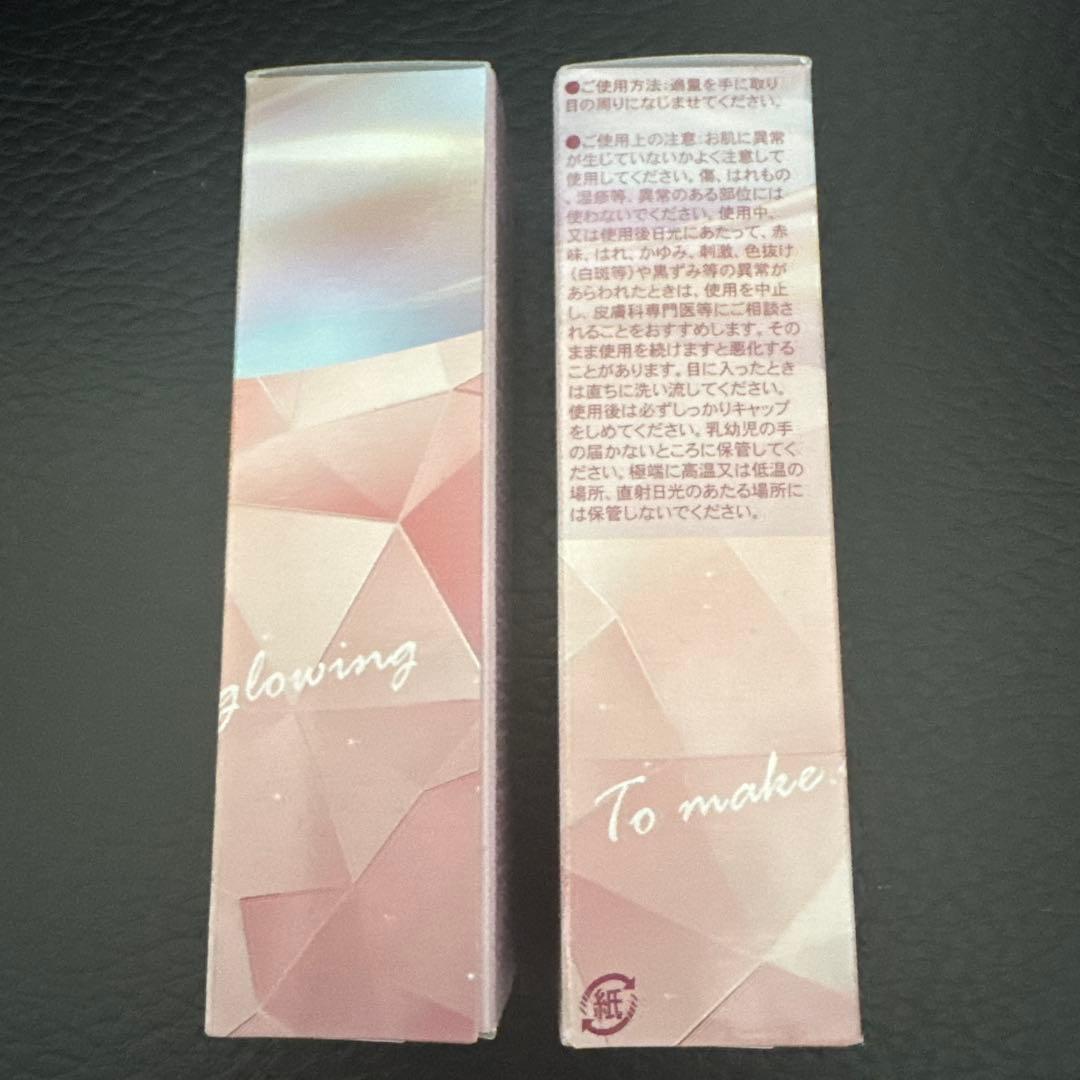 glowing
●ご使用方法:適量を手に取り
目の周りになじませてください。
●ご使用上の注意:お肌に異常
が生じていないかよく注意して
使用してください。傷、はれもの
、湿疹等、異常のある部位には
使わないでください。使用中、
又は使用後日光にあたって、赤
味、はれ、かゆみ、刺激、色抜け
(白斑等)や黒ずみ等の異常が
あらわれたときは、使用を中止
し、皮膚科専門医等にご相談さ
れることをおすすめします。その
まま使用を続けますと悪化する
ことがあります。目に入ったとき
は直ちに洗い流してください。
使用後は必ずしっかりキャップ
をしめてください。乳幼児の手
の届かないところに保管してく
ださい。極端に高温又は低温の
場所、直射日光のあたる場所に
は保管しないでください。
To make
紙